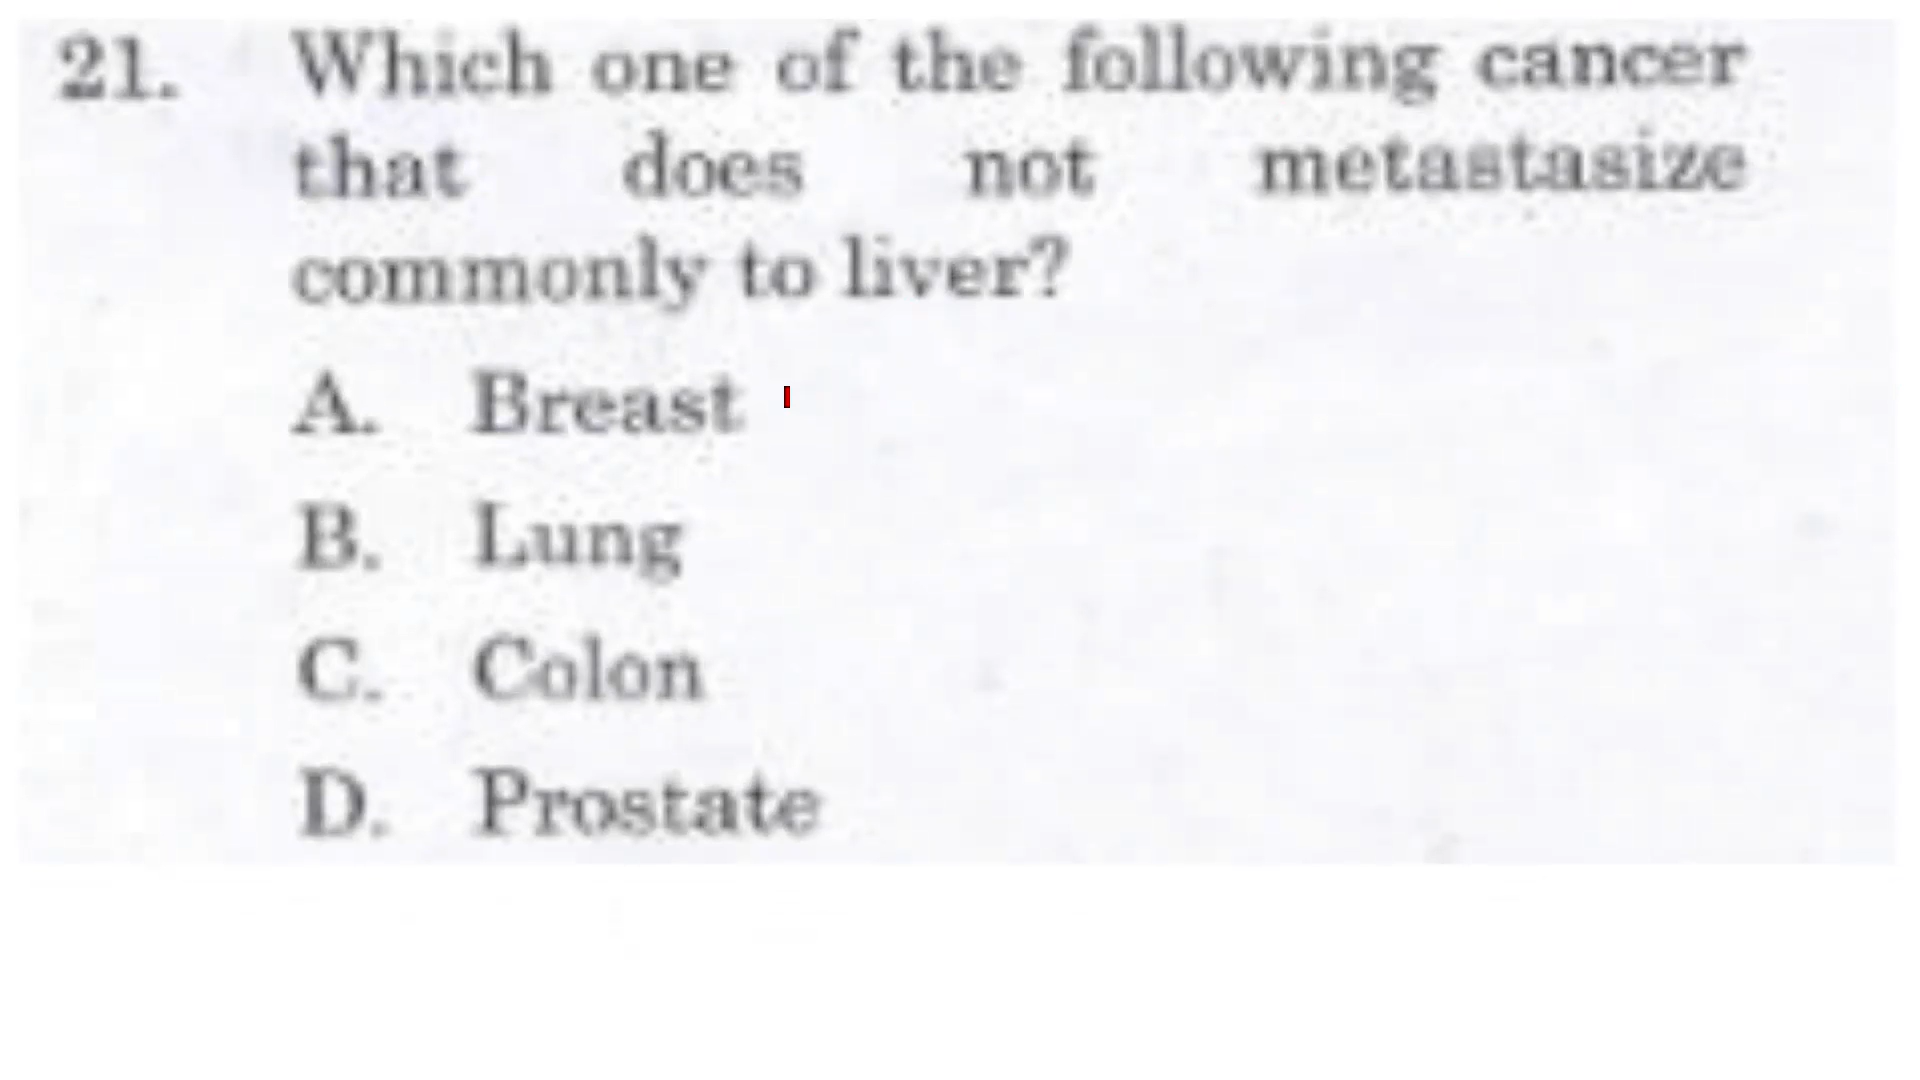 21. Which one of the following cancer
that does not metastasize
commonly to liver?
A. Breast
B. Lung
C. Colon
D. Prostate